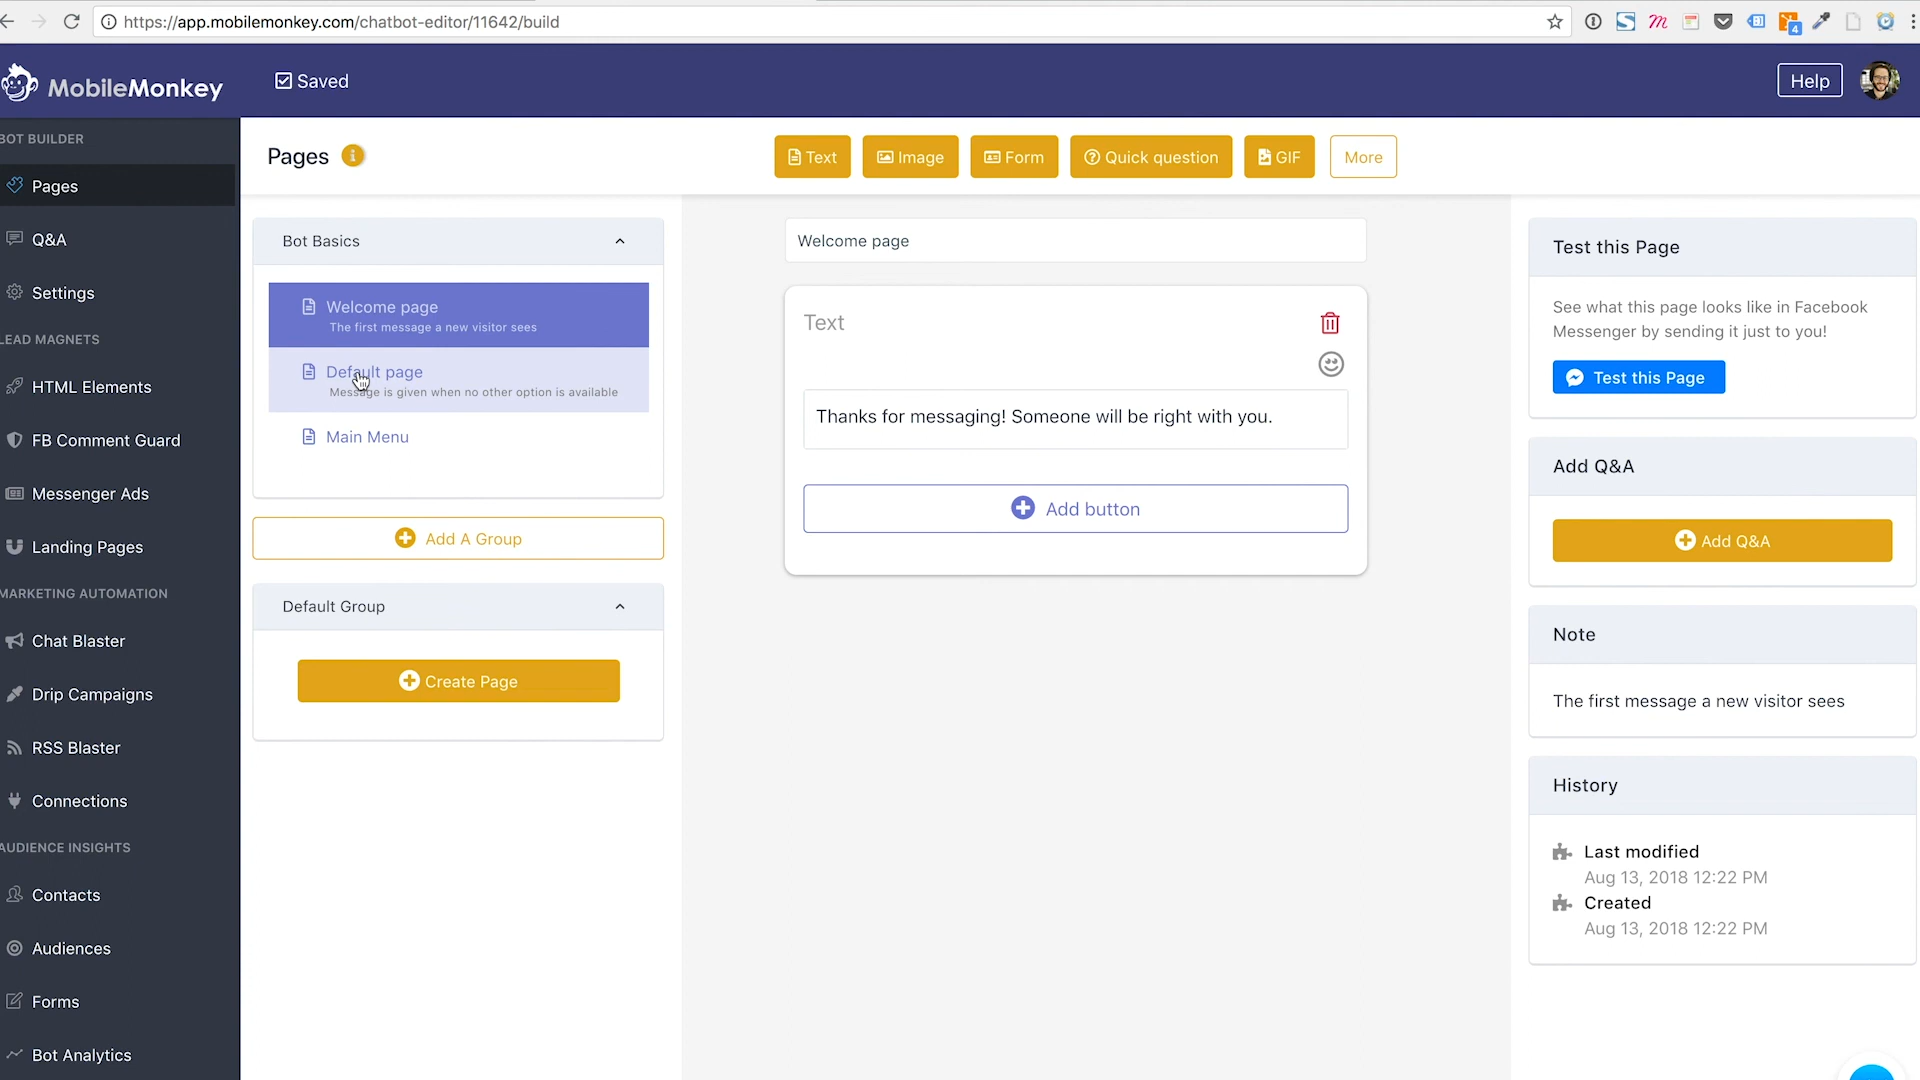 https://app.mobilemonkey.com/chatbot-editor/11642/build
4
MobileMonkey
Saved
Help
BOT BUILDER
Pages
Q&A
Settings
LEAD MAGNETS
HTML Elements
FB Comment Guard
Messenger Ads
Landing Pages
MARKETING AUTOMATION
Chat Blaster
Drip Campaigns
RSS Blaster
Connections
AUDIENCE INSIGHTS
Contacts
Audiences
Forms
Bot Analytics
Pages
Text
Image
Form
Quick question
GIF
More
Bot Basics
Welcome page
The first message a new visitor sees
Default page
Message is given when no other option is available
Main Menu
Add A Group
Default Group
Create Page
Welcome page
Text
Thanks for messaging! Someone will be right with you.
Add button
Test this Page
See what this page looks like in Facebook
Messenger by sending it just to you!
Test this Page
Add Q&A
Add Q&A
Note
The first message a new visitor sees
History
Last modified
Aug 13, 2018 12:22 PM
Created
Aug 13, 2018 12:22 PM